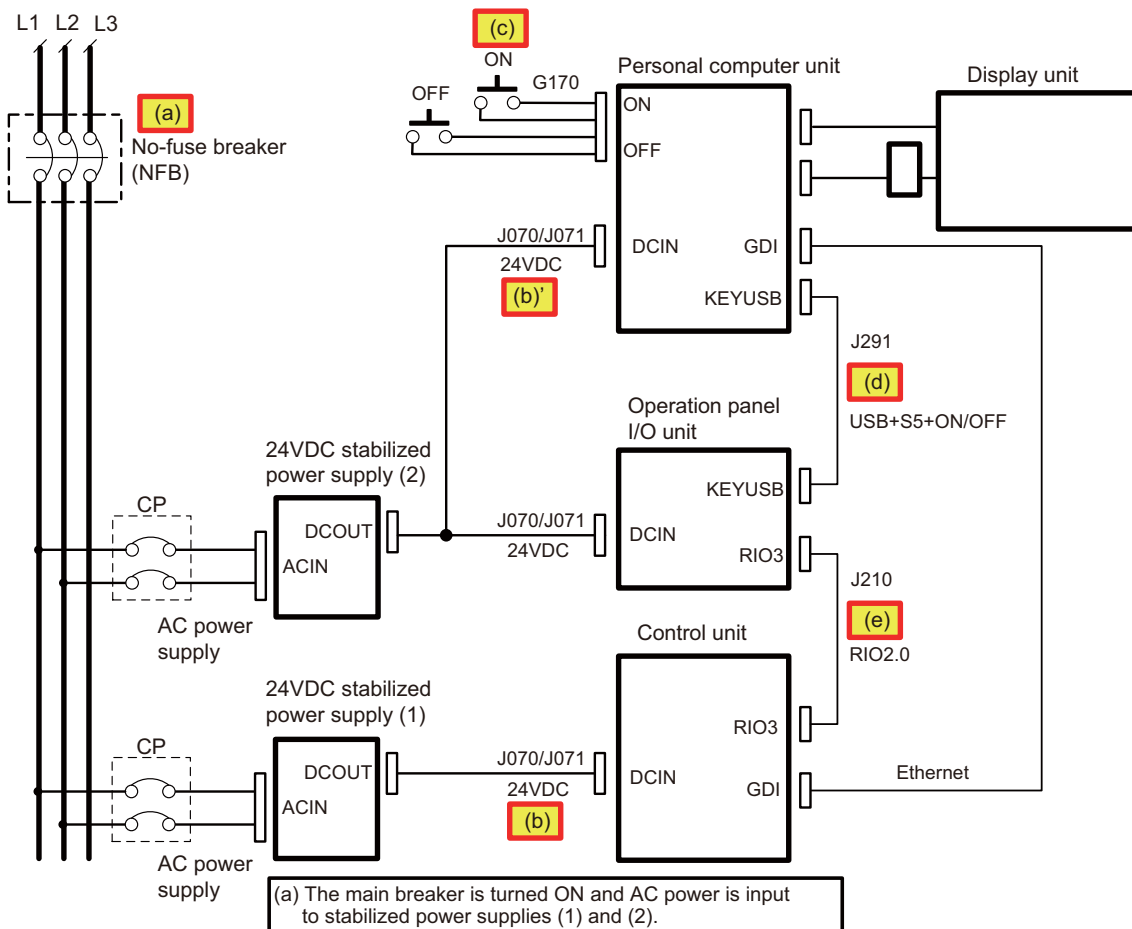 L1 L2 L3
(a)
No-fuse breaker
(NFB)
(c)
ON
OFF
G170
Personal computer unit
ON
OFF
Display unit
J070/J071
24VDC
(b)’
DCIN
GDI
KEYUSB
J291
(d)
USB+S5+ON/OFF
Operation panel
I/O unit
24VDC stabilized
power supply (2)
CP
DCOUT
ACIN
AC power
supply
J070/J071
24VDC
DCIN
KEYUSB
RIO3
J210
(e)
RIO2.0
Control unit
24VDC stabilized
power supply (1)
CP
DCOUT
ACIN
AC power
supply
J070/J071
24VDC
(b)
DCIN
RIO3
GDI
Ethernet
(a) The main breaker is turned ON and AC power is input
to stabilized power supplies (1) and (2).